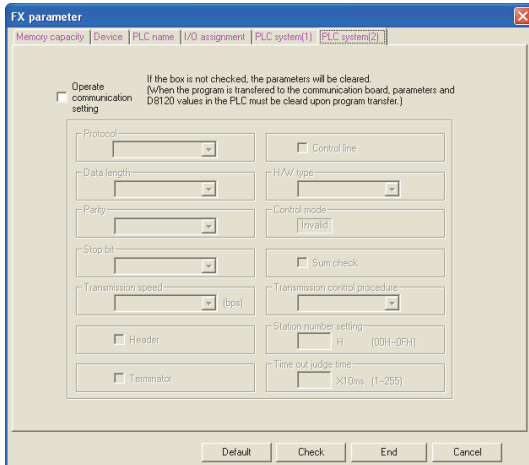 FX parameter
Memory capacity Device PLC name I/O assignment PLC system(1) PLC system(2)
If the box is not checked, the parameters will be cleared.
Operate
communication
setting
(When the program is transfered to the communication board, parameters and
D8120 values in the PLC must be cleard upon program transfer.)
Protocol
Control line
Data length
H/W type
Parity
Control mode
Invalid
Stop bit
Sum check
Transmission speed
(bps)
Transmission control procedure
Header
Station number setting
H (00H~0FH)
Terminator
Time out judge time
X10ms (1~255)
Default Check End Cancel